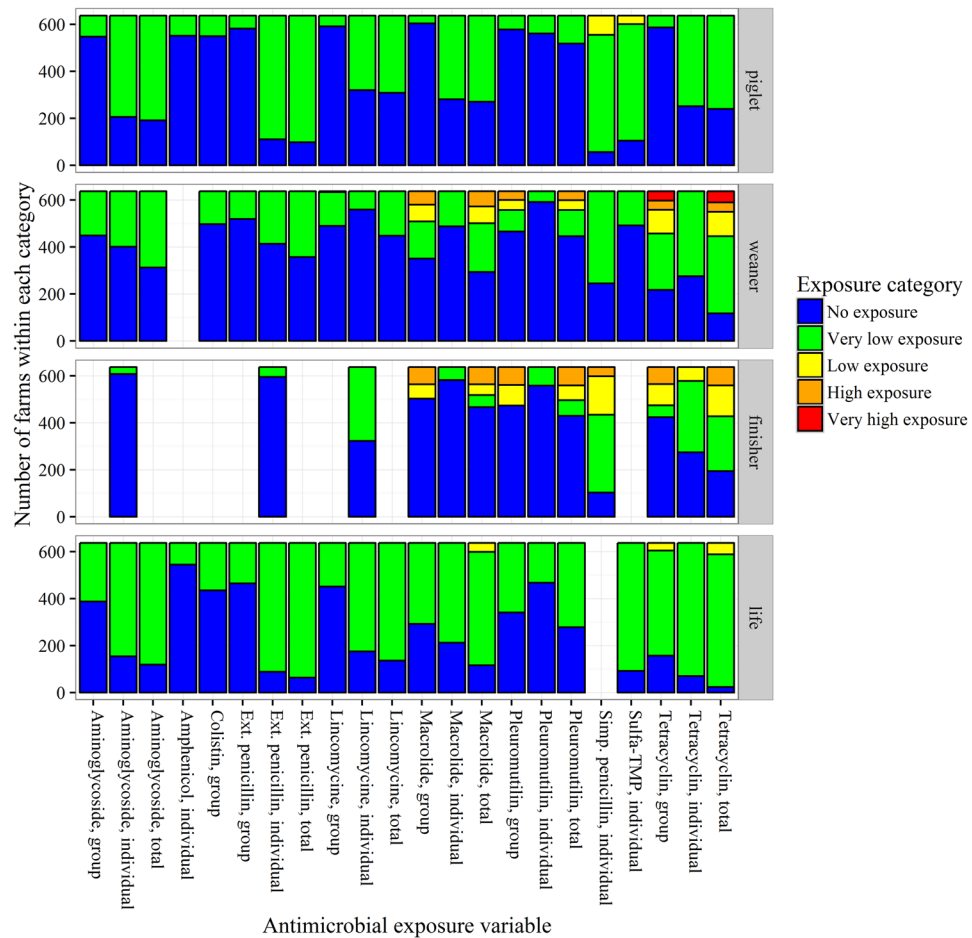 Number of farms within each category
600
400
200
0
piglet
600
400
200
0
weaner
600
400
200
0
finisher
600
400
200
0
life
Aminoglycoside, group
Aminoglycoside, individual
Aminoglycoside, total
Amphenicol, individual
Colistin, group
Ext. penicillin, group
Ext. penicillin, individual
Ext. penicillin, total
Lincomycine, group
Lincomycine, individual
Lincomycine, total
Macrolide, group
Macrolide, individual
Macrolide, total
Pleuromutilin, group
Pleuromutilin, individual
Pleuromutilin, total
Simp. penicillin, individual
Sulfa-TMP, individual
Tetracyclin, group
Tetracyclin, individual
Tetracyclin, total
Antimicrobial exposure variable
Exposure category
No exposure
Very low exposure
Low exposure
High exposure
Very high exposure